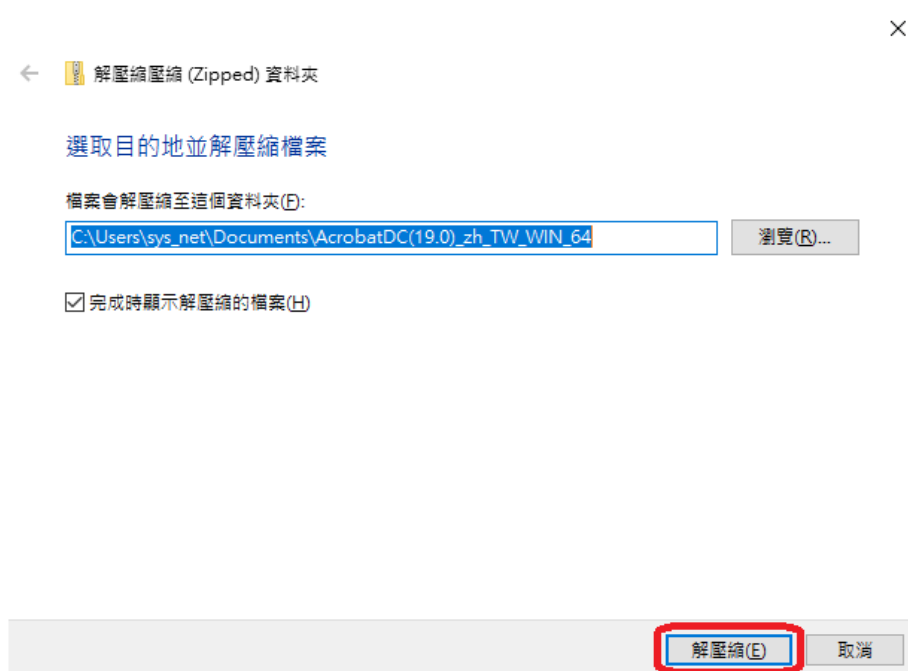 解壓縮壓縮 (Zipped) 資料夾
選取目的地並解壓縮檔案
檔案會解壓縮至這個資料夾(F):
C:\Users\sys_net\Documents\AcrobatDC(19.0)_zh_TW_WIN_64
瀏覽(R)...
完成時顯示解壓縮的檔案(H)
解壓縮(E)
取消